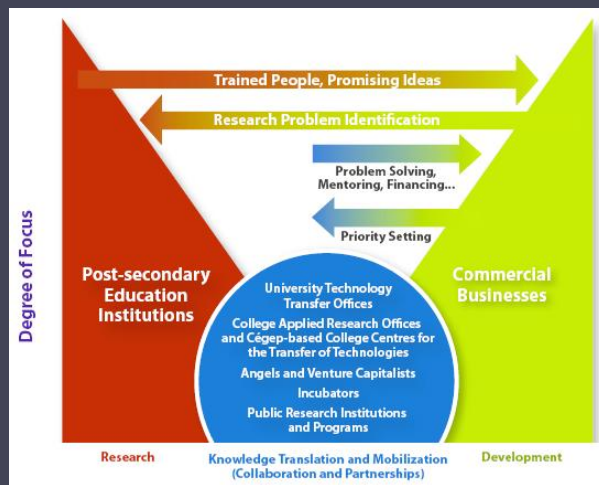 Trained People, Promising Ideas
Research Problem Identification
Problem Solving,
Mentoring, Financing...
Priority Setting
Degree of Focus
Post-secondary
Education
Institutions
Commercial
Businesses
University Technology
Transfer Offices
College Applied Research Offices
and Cégep-based College Centres for
the Transfer of Technologies
Angels and Venture Capitalists
Incubators
Public Research Institutions
and Programs
Research
Knowledge Translation and Mobilization
(Collaboration and Partnerships)
Development